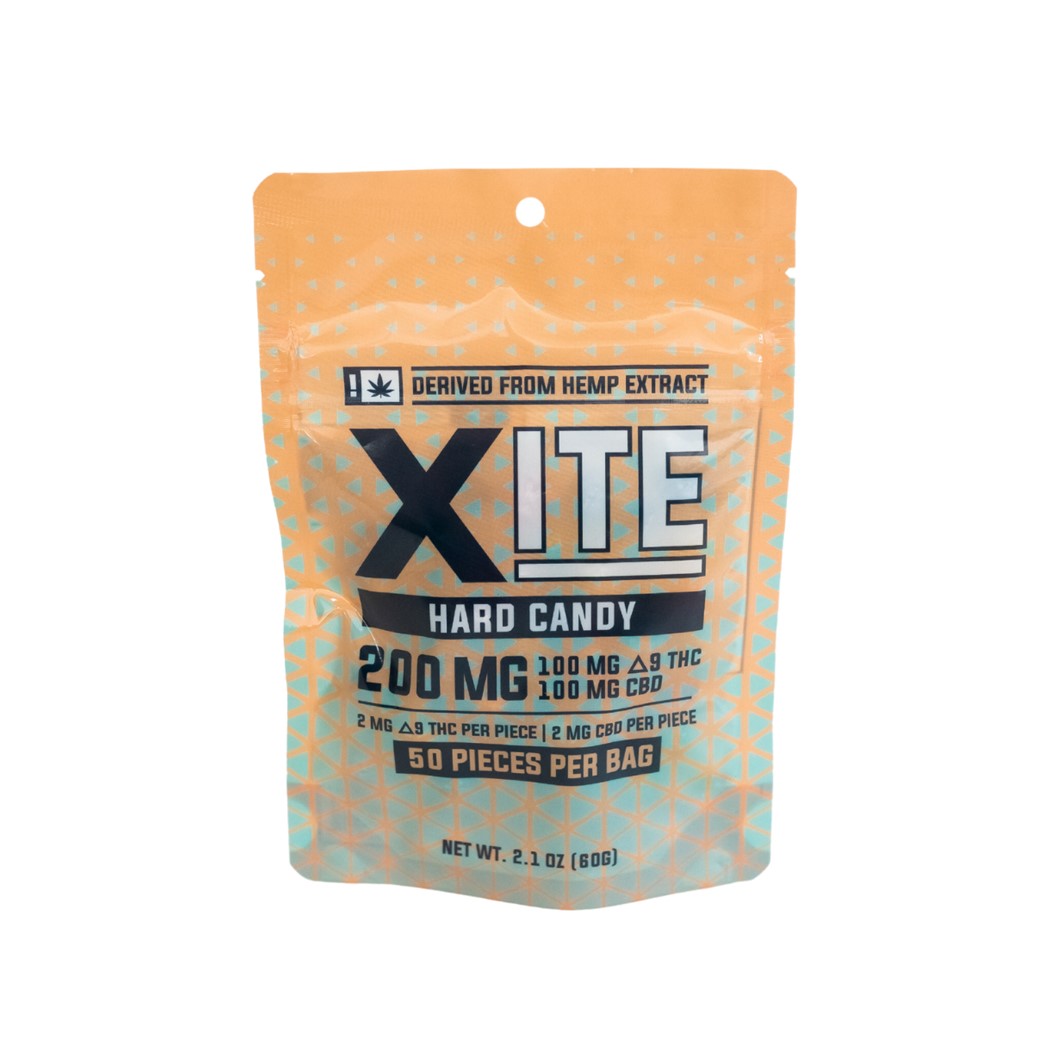 ! DERIVED FROM HEMP EXTRACT
XITE
HARD CANDY
200 MG 100 MG △9 THC
100 MG CBD
2 MG △9 THC PER PIECE | 2 MG CBD PER PIECE
50 PIECES PER BAG
NET WT. 2.1 OZ (60G)